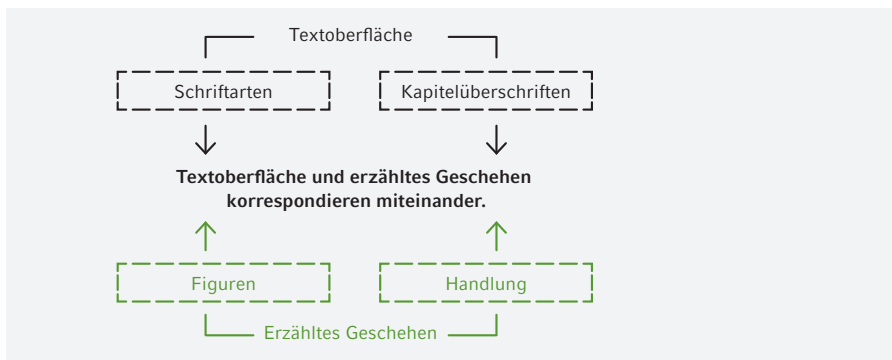 Textoberfläche
Schriftarten
Kapitelüberschriften
Textoberfläche und erzähltes Geschehen
korrespondieren miteinander.
Figuren
Handlung
Erzähltes Geschehen